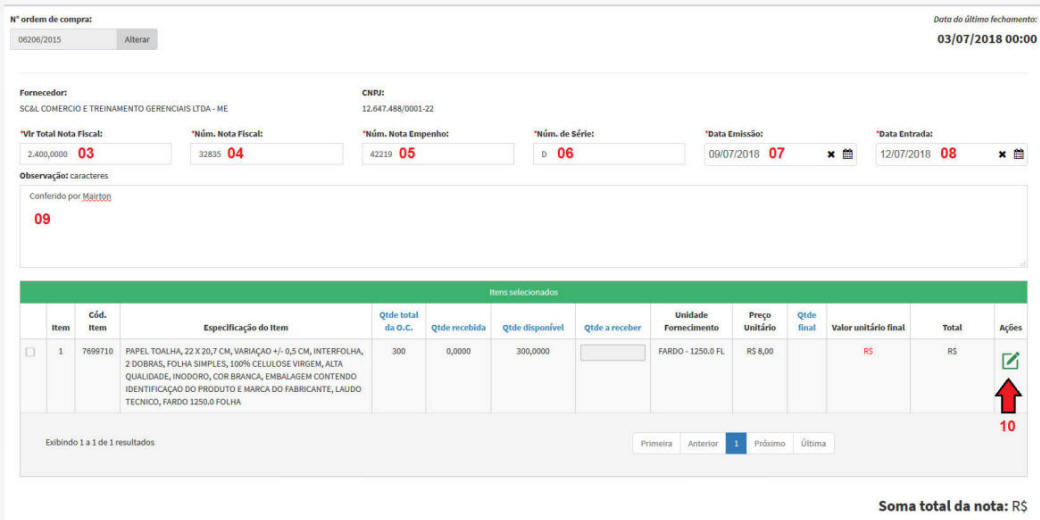 N° ordem de compra:
Data do último fechamento:
06206/2015 Alterar
03/07/2018 00:00
Fornecedor: CNPJ:
SC&L COMERCIO E TREINAMENTO GERENCIAIS LTDA - ME 12.647.488/0001-22
*Vlr Total Nota Fiscal: *Núm. Nota Fiscal: *Núm. Nota Empenho: *Núm. de Série: *Data Emissão: *Data Entrada:
2.400,0000 03 32835 04 42219 05 D 06 09/07/2018 07 12/07/2018 08
Observação: caracteres
Conferido por Mairton
09
Itens selecionados
Item Cód. Item Especificação do Item Qtde total da O.C. Qtde recebida Qtde disponível Qtde a receber Unidade Fornecimento Preço Unitário Qtde final Valor unitário final Total Ações
1 7699710 PAPEL TOALHA, 22 X 20,7 CM, VARIAÇAO +/- 0,5 CM, INTERFOLHA, 300 0,0000 300,0000 FARDO - 1250.0 FL R$ 8,00 R$ R$
2 DOBRAS, FOLHA SIMPLES, 100% CELULOSE VIRGEM, ALTA
QUALIDADE, INODORO, COR BRANCA, EMBALAGEM CONTENDO
IDENTIFICAÇAO DO PRODUTO E MARCA DO FABRICANTE, LAUDO
TECNICO, FARDO 1250.0 FOLHA
10
Exibindo 1 a 1 de 1 resultados Primeira Anterior 1 Próximo Última
Soma total da nota: R$